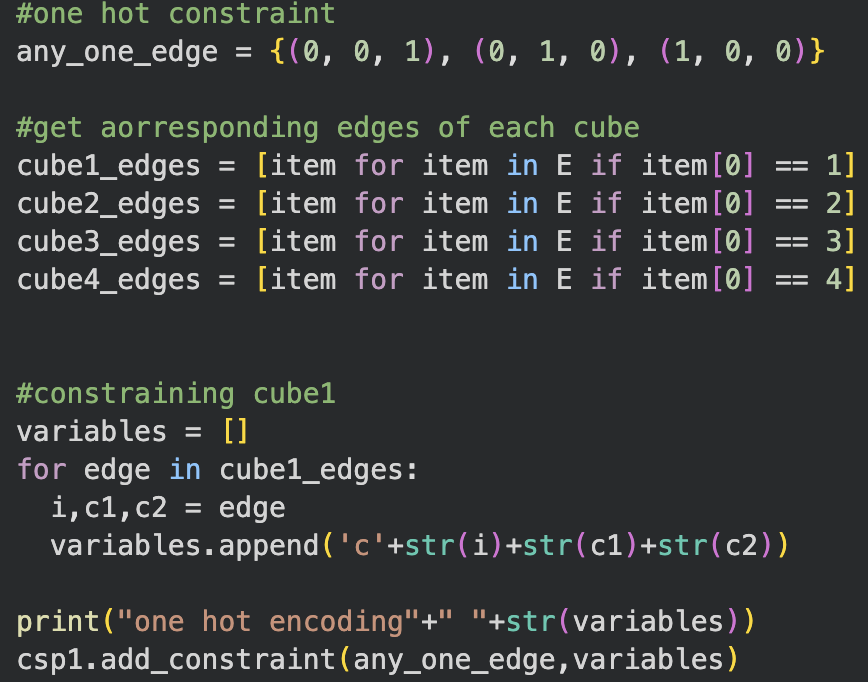 #one hot constraint
any_one_edge = {(0, 0, 1), (0, 1, 0), (1, 0, 0)}
#get aorresponding edges of each cube
cube1_edges = [item for item in E if item[0] == 1]
cube2_edges = [item for item in E if item[0] == 2]
cube3_edges = [item for item in E if item[0] == 3]
cube4_edges = [item for item in E if item[0] == 4]
#constraining cube1
variables = []
for edge in cube1_edges:
  i,c1,c2 = edge
  variables.append('c'+str(i)+str(c1)+str(c2))
print("one hot encoding"+" "+str(variables))
csp1.add_constraint(any_one_edge,variables)